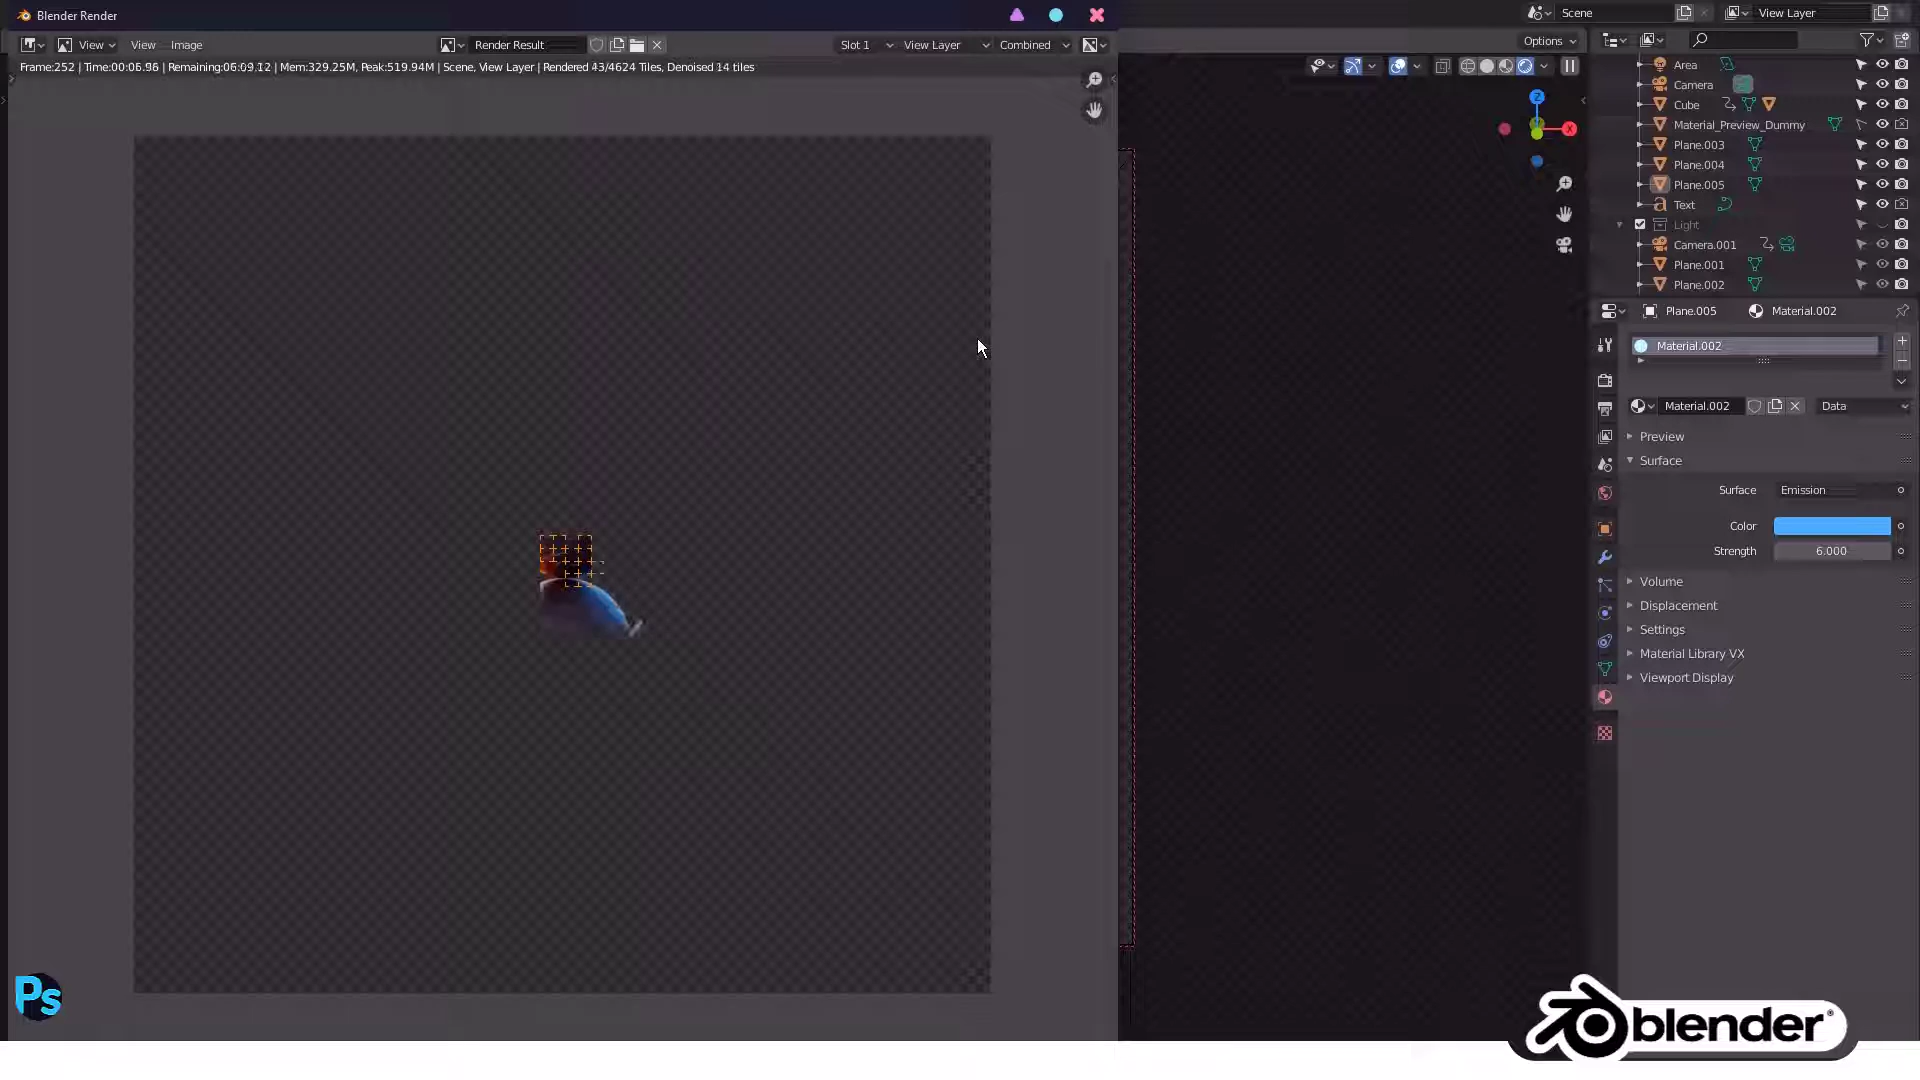 Blender Render
Scene
View Layer
View
View
Image
Render Result
Slot 1
View Layer
Combined
Options
Frame:252 | Time:00:06.96 | Remaining:06:09.12 | Mem:329.25M, Peak:519.94M | Scene, View Layer | Rendered 43/4624 Tiles, Denoised 14 tiles
Area
Camera
Cube
Material_Preview_Dummy
Plane.003
Plane.004
Plane.005
Text
Light
Camera.001
Plane.001
Plane.002
Z
X
Plane.005
Material.002
Material.002
Material.002
Data
Preview
Surface
Surface
Emission
Color
Strength
6.000
Volume
Displacement
Settings
Material Library VX
Viewport Display
Ps
blender®